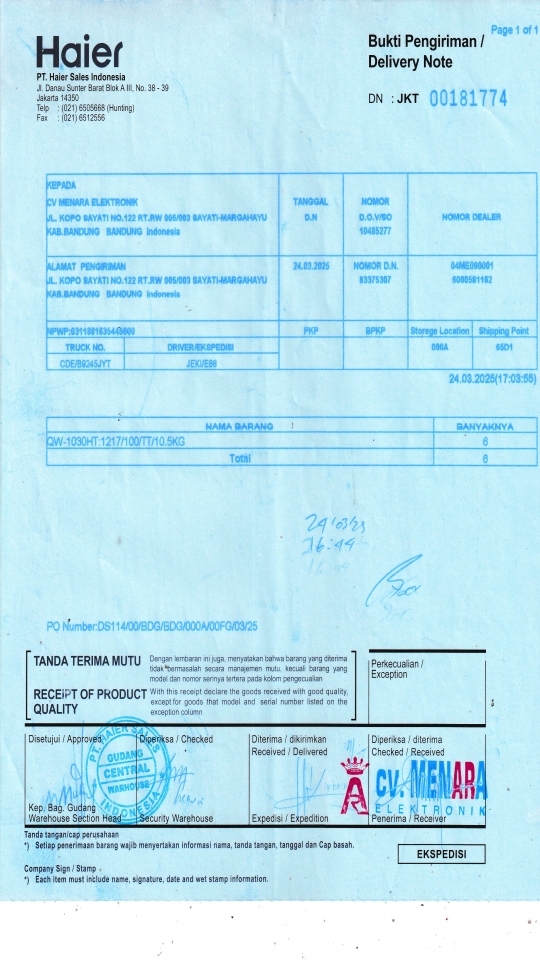 Page 1 of 1
Haier
Bukti Pengiriman /
Delivery Note
PT. Haier Sales Indonesia
Jl. Danau Sunter Barat Blok A III, No. 38 - 39
Jakarta 14350
Telp : (021) 6505668 (Hunting)
Fax : (021) 6512556
DN : JKT 00181774
KEPADA
CV MENARA ELEKTRONIK
JL. KOPO SAYATI NO.122 RT.RW 005/003 SAYATI-MARGAHAYU
KAB.BANDUNG BANDUNG Indonesia
TANGGAL
D.N
NOMOR
D.O.V/SO
10485277
NOMOR DEALER
ALAMAT PENGIRIMAN
JL. KOPO SAYATI NO.122 RT.RW 005/003 SAYATI-MARGAHAYU
KAB.BANDUNG BANDUNG Indonesia
24.03.2025
NOMOR D.N.
83375307
04ME090001
NPWP:
PKP
BPKP
Storege Location
Shipping Point
TRUCK NO.
DRIVER/EKSPEDISI
000A
65D1
CDE/B9245JYT
JEKI/E86
24.03.2025(17:03:55)
NAMA BARANG
BANYAKNYA
QW-1030HT:1217/100/TT/10.5KG
6
Total
6
16:44
PO Number:DS114/00/BDG/BDG/000A/00FG/03/25
TANDA TERIMA MUTU
Dengan lembaran ini juga, menyatakan bahwa barang yang diterima
tidak bermasalah secara manajemen mutu, kecuali barang yang
model dan nomor serinya tertera pada kolom pengecualian
RECEIPT OF PRODUCT
QUALITY
With this receipt declare the goods received with good quality,
except for goods that model and serial number listed on the
exception column
Perkecualian /
Exception
Disetujui / Approved
Diperiksa / Checked
Diterima / dikirimkan
Received / Delivered
Diperiksa / diterima
Checked / Received
PT. HAIER SALES
GUDANG
CENTRAL
WAREHOUSE
INDONESIA
CV. MENARA
ELEKTRONIK
Kep. Bag. Gudang
Warehouse Section Head
Security Warehouse
Expedisi / Expedition
Penerima / Receiver
Tanda tangan/cap perusahaan
*) Setiap penerimaan barang wajib menyertakan informasi nama, tanda tangan, tanggal dan Cap basah.
EKSPEDISI
Company Sign / Stamp
*) Each item must include name, signature, date and wet stamp information.